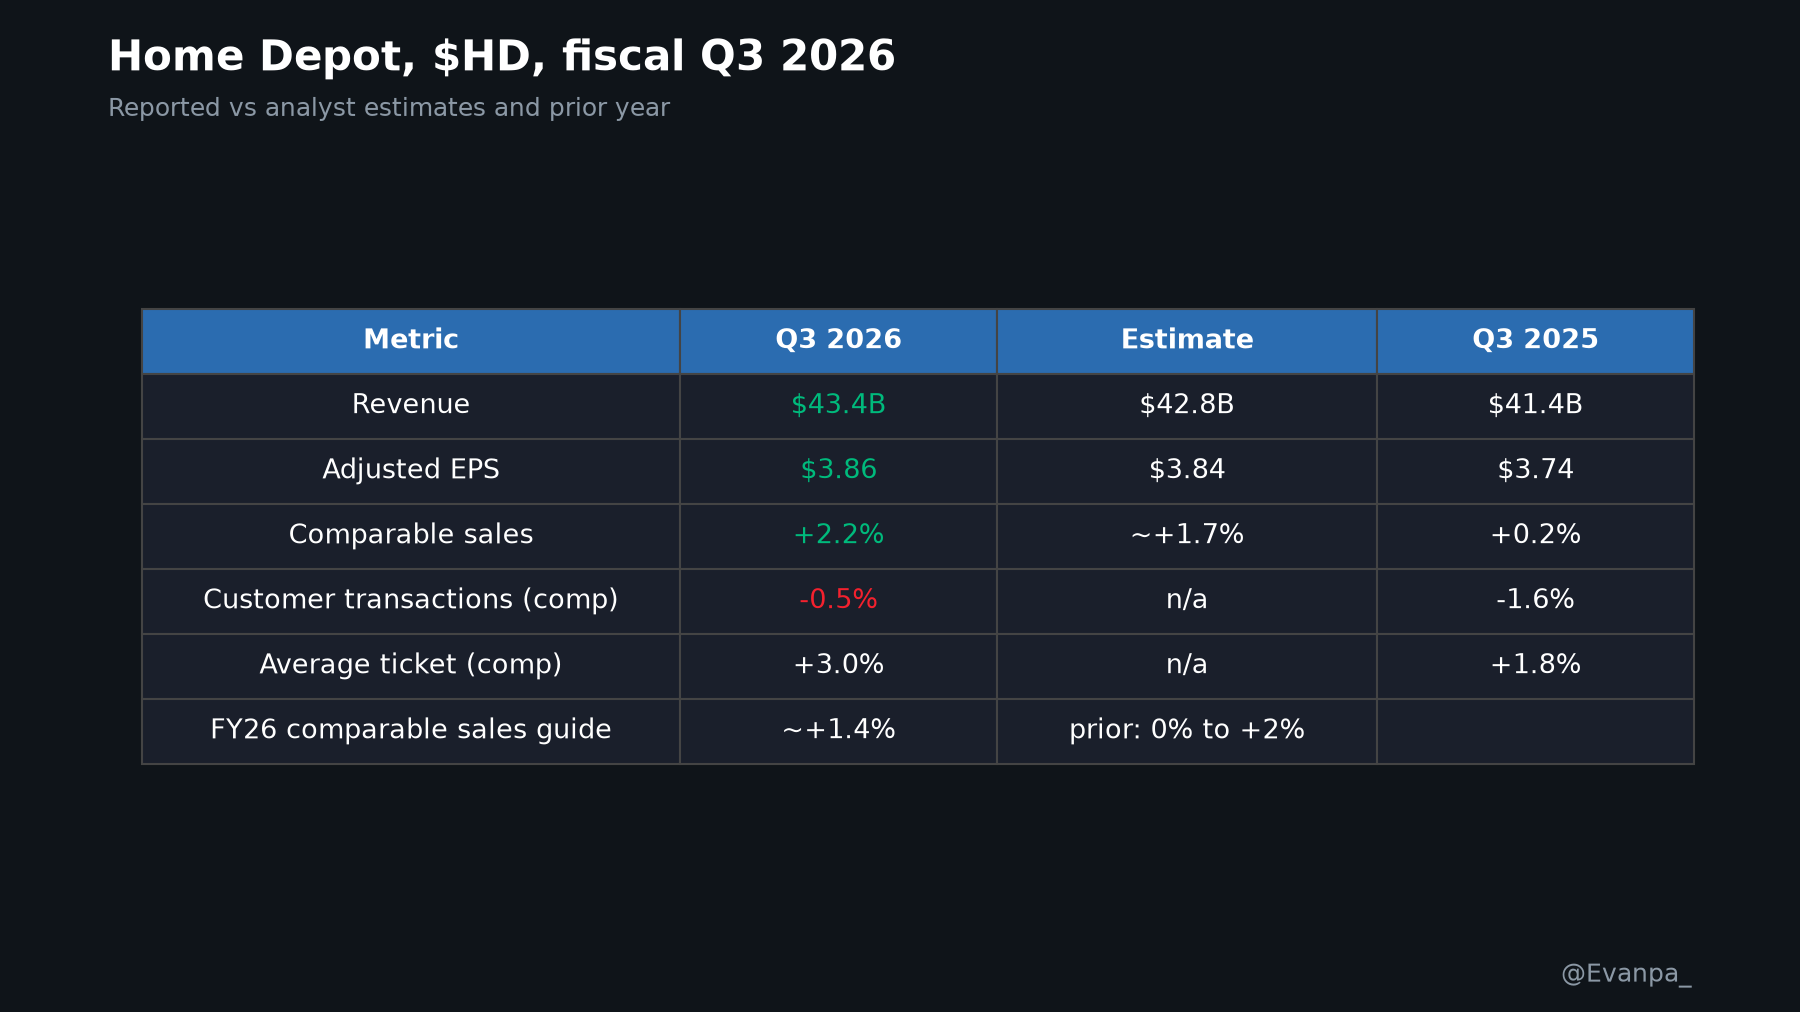 Home Depot, $HD, fiscal Q3 2026
Reported vs analyst estimates and prior year
Metric Q3 2026 Estimate Q3 2025
Revenue $43.4B $42.8B $41.4B
Adjusted EPS $3.86 $3.84 $3.74
Comparable sales +2.2% ~+1.7% +0.2%
Customer transactions (comp) -0.5% n/a -1.6%
Average ticket (comp) +3.0% n/a +1.8%
FY26 comparable sales guide ~+1.4% prior: 0% to +2%
@Evanpa_